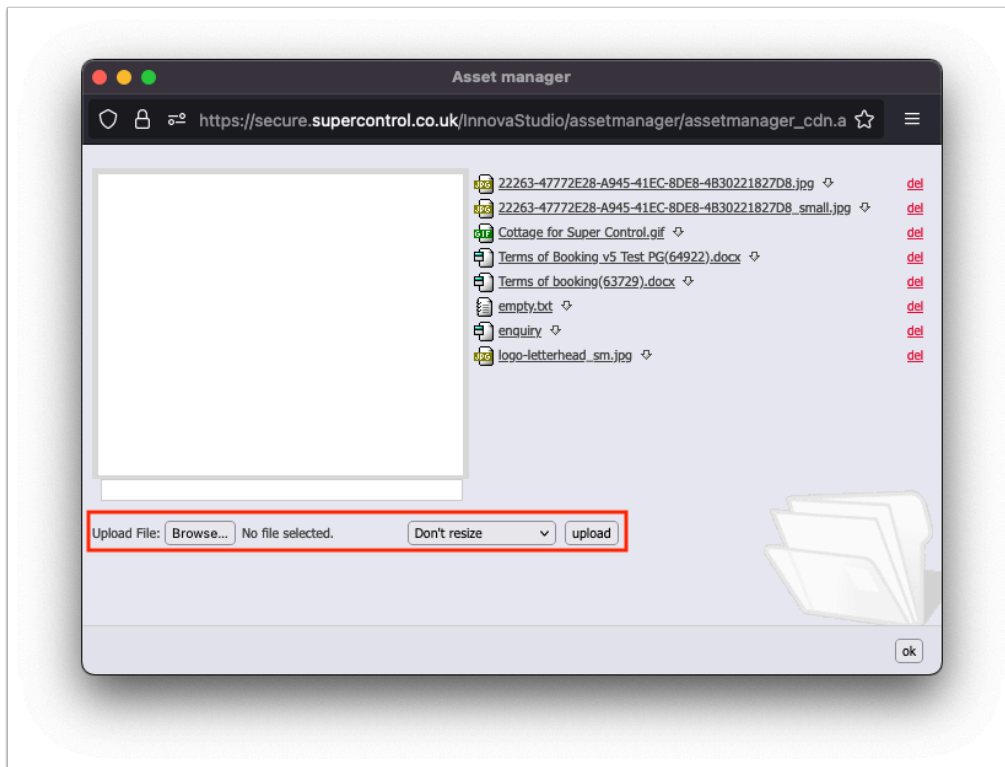 Asset manager
https://secure.supercontrol.co.uk/InnovaStudio/assetmanager/assetmanager_cdn.a
22263-47772E28-A945-41EC-8DE8-4B30221827D8.jpg del
22263-47772E28-A945-41EC-8DE8-4B30221827D8_small.jpg del
Cottage for Super Control.gif del
Terms of Booking v5 Test PG(64922).docx del
Terms of booking(63729).docx del
empty.txt del
enquiry del
logo-letterhead_sm.jpg del
Upload File: Browse... No file selected. Don't resize upload
ok